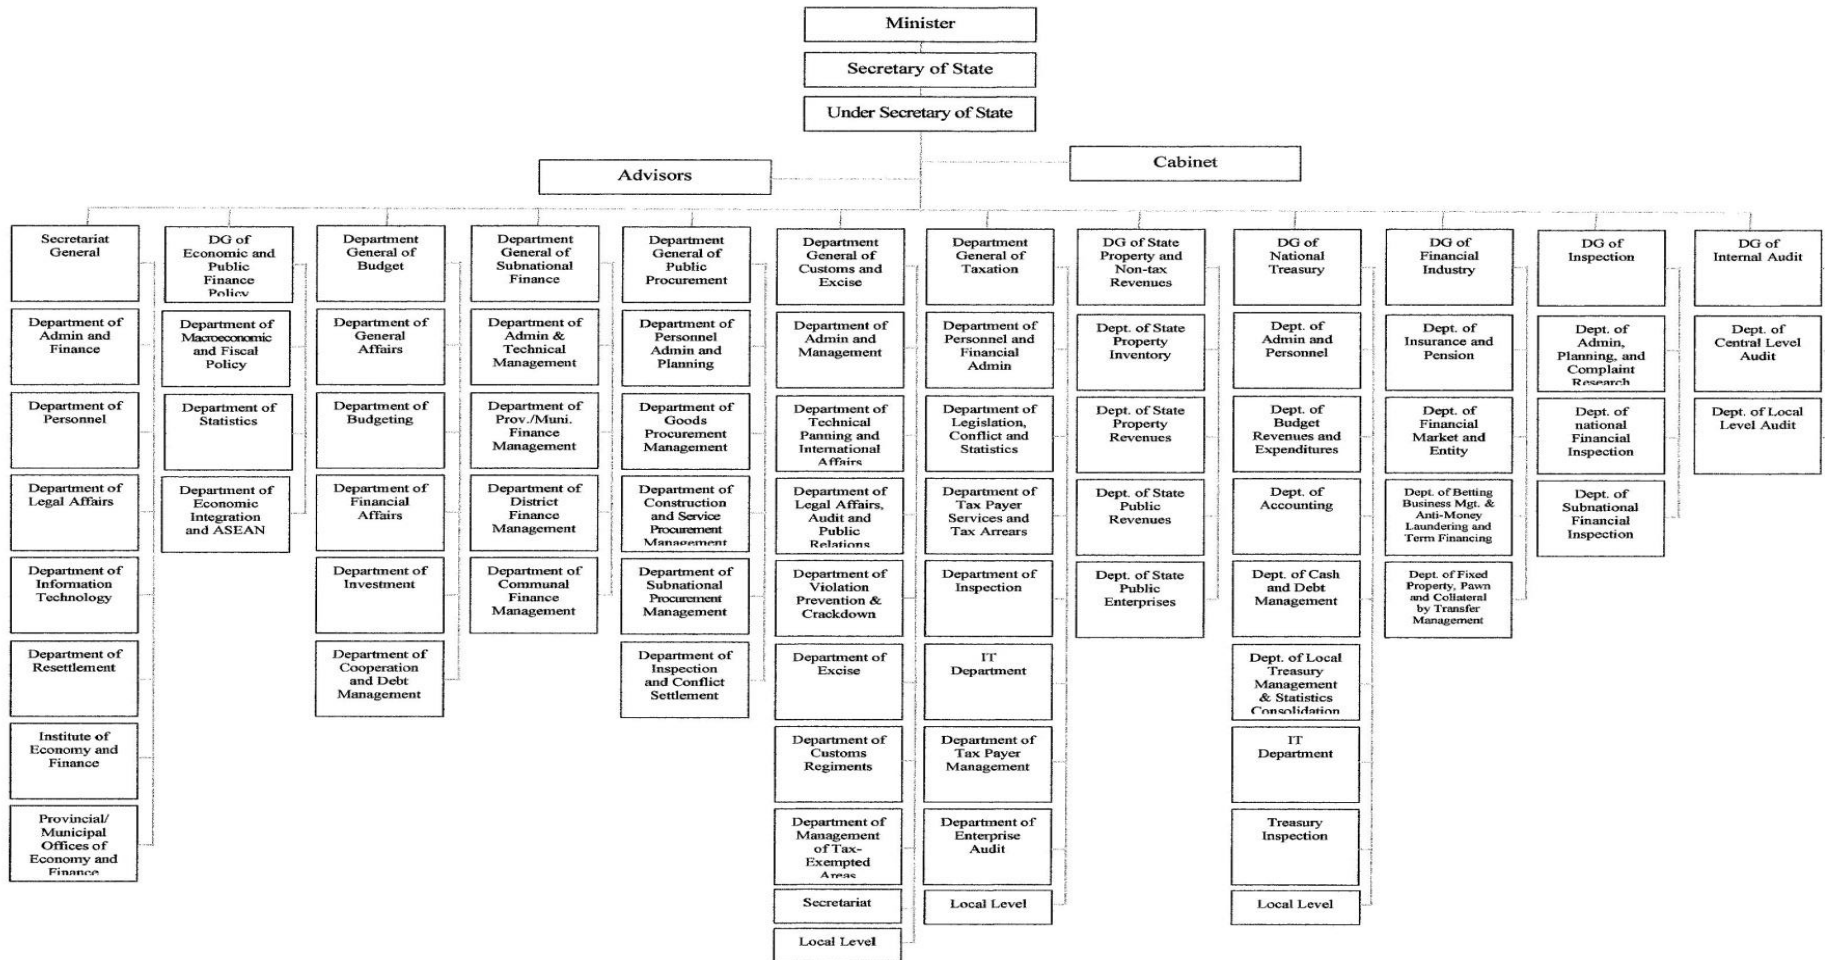 Minister
Secretary of State
Under Secretary of State
Cabinet
Advisors
Secretariat
General
Department of
Admin and
Finance
Department of
Personnel
Department of
Legal Affairs
Department of
Information
Technology
Department of
Resettlement
Institute of
Economy and
Finance
Provincial/
Municipal
Offices of
Economy and
Finance
DG of
Economic and
Public
Finance
Policy
Department of
Macroeconomic
and Fiscal
Policy
Department of
Statistics
Department of
Economic
Integration
and ASEAN
Department
General of
Budget
Department of
General
Affairs
Department of
Budgeting
Department of
Financial
Affairs
Department of
Investment
Department of
Cooperation
and Debt
Management
Department
General of
Subnational
Finance
Department of
Admin &
Technical
Management
Department of
Prov./Muni.
Finance
Management
Department of
District
Finance
Management
Department of
Communal
Finance
Management
Department
General of
Public
Procurement
Department of
Personnel
Admin and
Planning
Department of
Goods
Procurement
Management
Department of
Construction
and Service
Procurement
Management
Department of
Subnational
Procurement
Management
Department of
Inspection
and Conflict
Settlement
Department
General of
Customs and
Excise
Department of
Admin and
Management
Department of
Technical
Panning and
International
Affairs
Department of
Legal Affairs,
Audit and
Public
Relations
Department of
Violation
Prevention &
Crackdown
Department of
Excise
Department of
Customs
Regiments
Department of
Management
of Tax-
Exempted
Areas
Secretariat
Local Level
Department
General of
Taxation
Department of
Personnel and
Financial
Admin
Department of
Legislation,
Conflict and
Statistics
Department of
Tax Payer
Services and
Tax Arrears
Department of
Inspection
IT
Department
Department of
Tax Payer
Management
Department of
Enterprise
Audit
Local Level
DG of State
Property and
Non-tax
Revenues
Dept. of State
Property
Inventory
Dept. of State
Property
Revenues
Dept. of State
Public
Revenues
Dept. of State
Public
Enterprises
DG of
National
Treasury
Dept. of
Admin and
Personnel
Dept. of
Budget
Revenues and
Expenditures
Dept. of
Accounting
Dept. of Cash
and Debt
Management
Dept. of Local
Treasury
Management
& Statistics
Consolidation
IT
Department
Treasury
Inspection
Local Level
DG of
Financial
Industry
Dept. of
Insurance and
Pension
Dept. of
Financial
Market and
Entity
Dept. of Betting
Business Mgt. &
Anti-Money
Laundering and
Term Financing
Dept. of Fixed
Property, Pawn
and Collateral
by Transfer
Management
DG of
Inspection
Dept. of
Admin,
Planning, and
Complaint
Research
Dept. of
national
Financial
Inspection
Dept. of
Subnational
Financial
Inspection
DG of
Internal Audit
Dept. of
Central Level
Audit
Dept. of Local
Level Audit